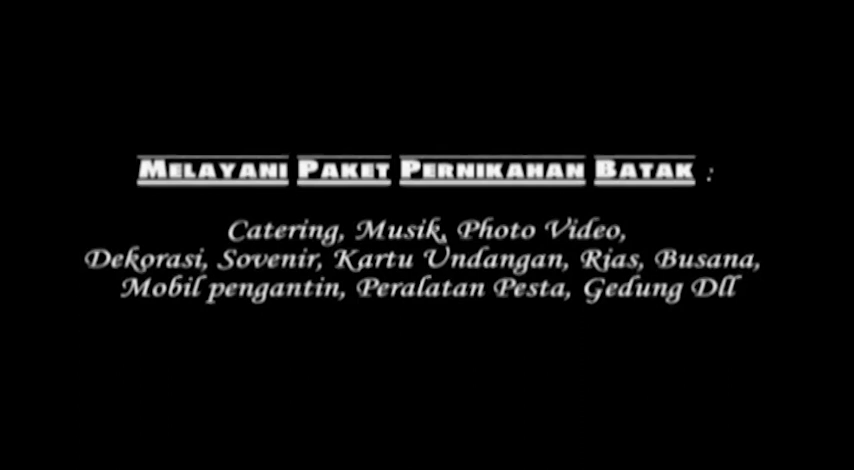 MELAYANI PAKET PERNIKAHAN BATAK :
Catering, Musik, Photo Video,
Dekorasi, Sovenir, Kartu Undangan, Rias, Busana,
Mobil pengantin, Peralatan Pesta, Gedung Dll